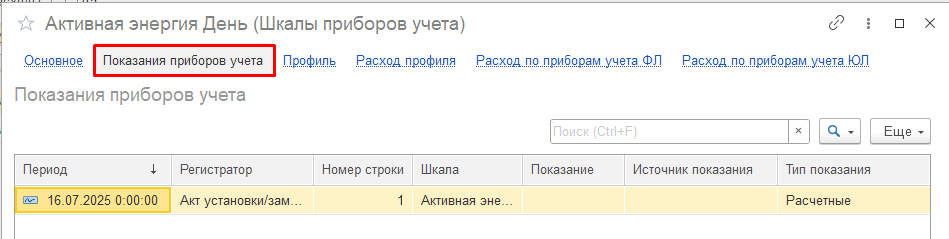 Активная энергия День (Шкалы приборов учета)
Основное Показания приборов учета Профиль Расход профиля Расход по приборам учета ФЛ Расход по приборам учета ЮЛ
Показания приборов учета
Поиск (Ctrl+F) × Еще
Период ↓ Регистратор Номер строки Шкала Показание Источник показания Тип показания
16.07.2025 0:00:00 Акт установки/зам... 1 Активная эне... Расчетные